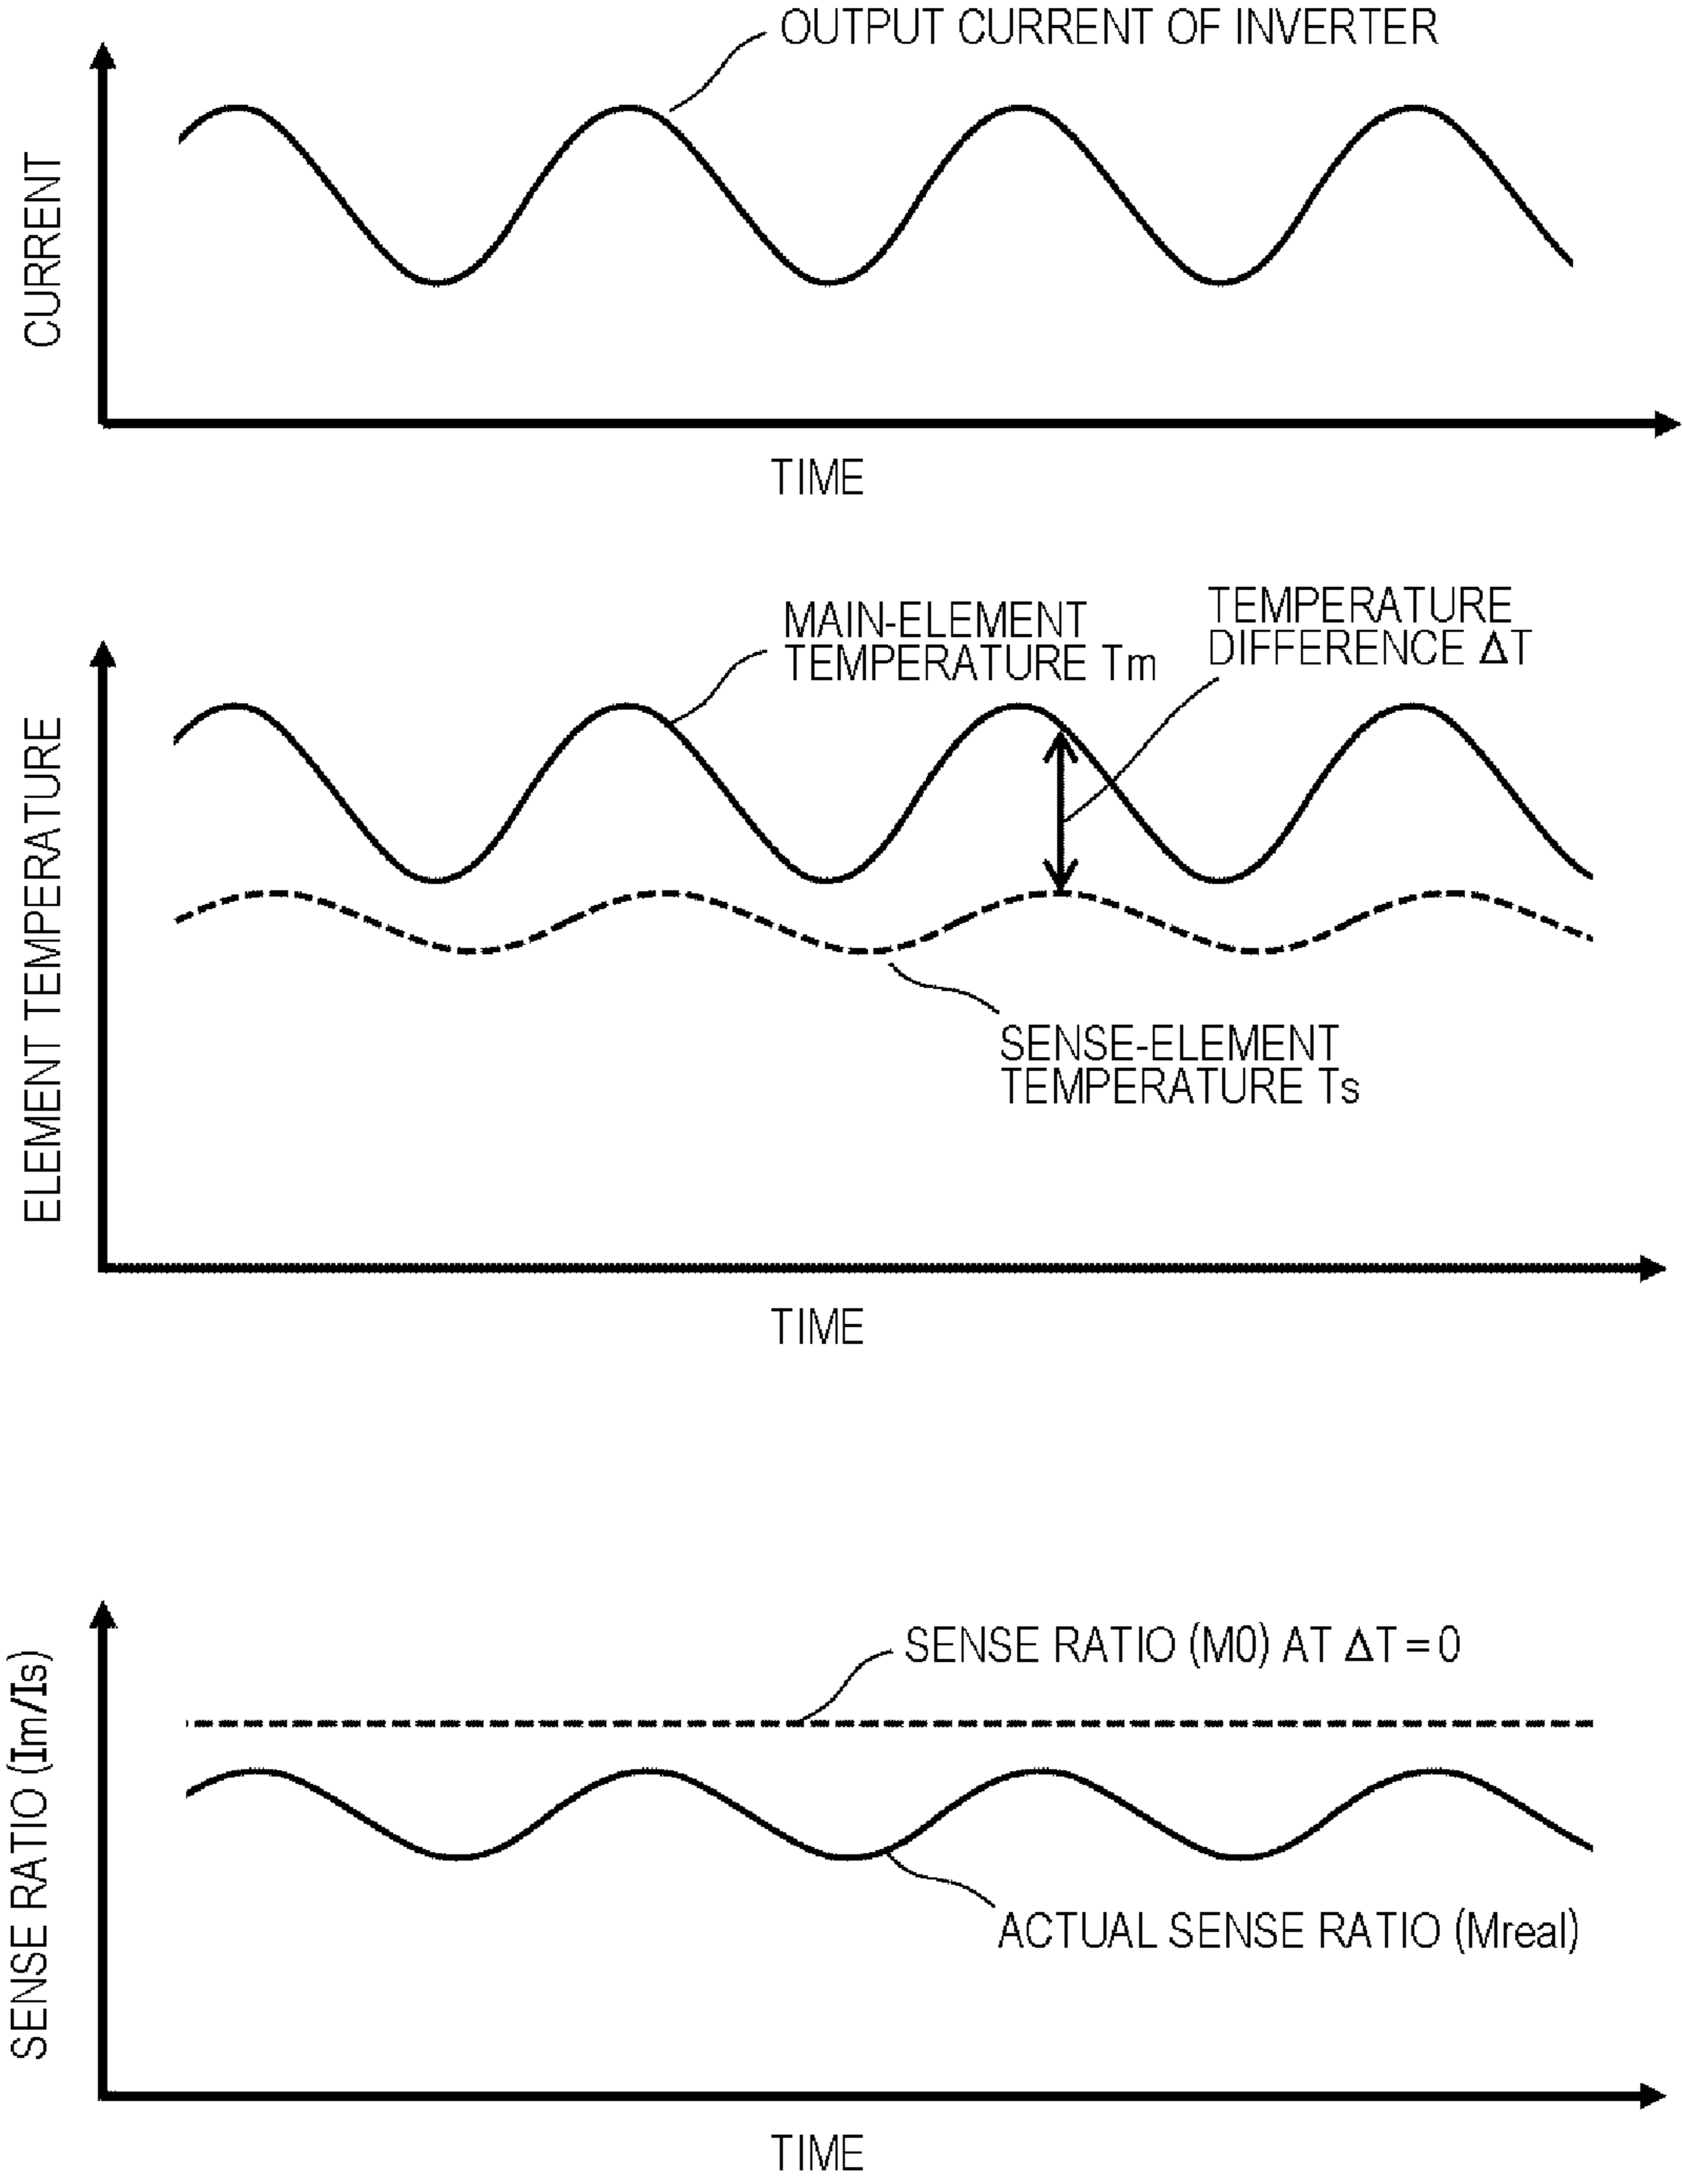 OUTPUT CURRENT OF INVERTER
CURRENT
TIME
MAIN-ELEMENT
TEMPERATURE Tm
TEMPERATURE
DIFFERENCE ΔT
ELEMENT TEMPERATURE
SENSE-ELEMENT
TEMPERATURE Ts
TIME
SENSE RATIO (M0) AT ΔT = 0
SENSE RATIO (Im/Is)
ACTUAL SENSE RATIO (Mreal)
TIME